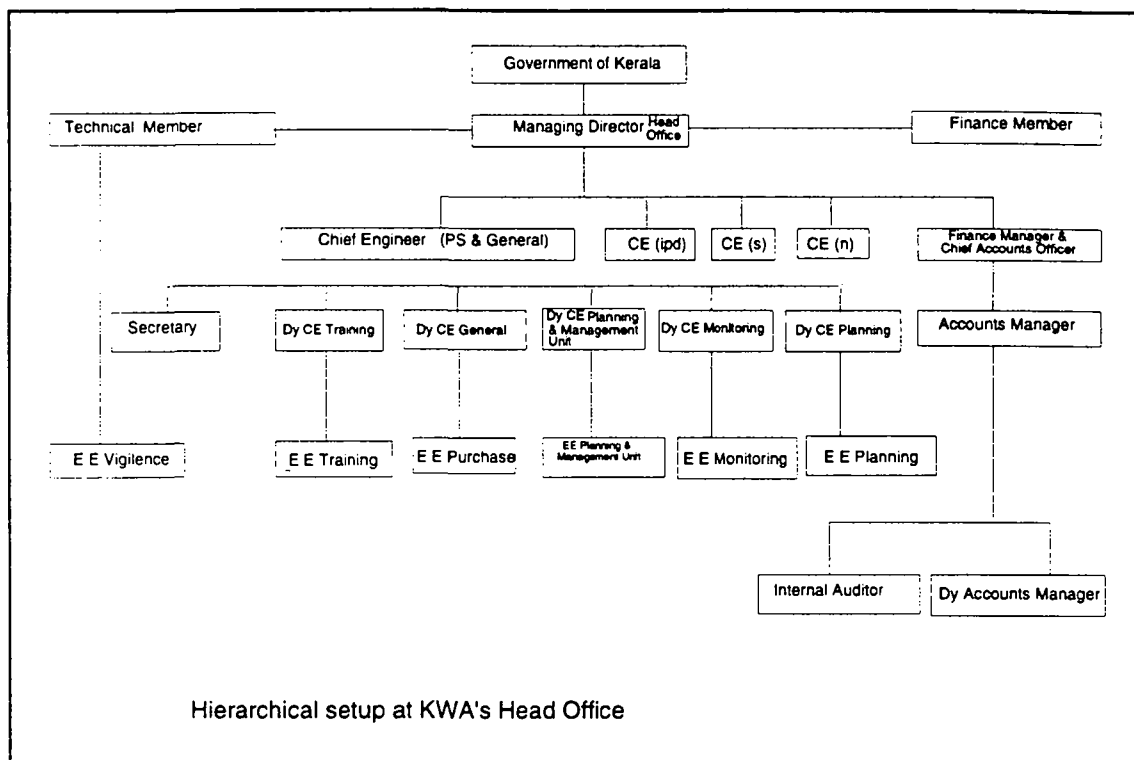 Government of Kerala
Technical Member
Managing Director Head
Office
Finance Member
Chief Engineer (PS & General)
CE (ipd)
CE (s)
CE (n)
Finance Manager &
Chief Accounts Officer
Secretary
Dy CE Training
Dy CE General
Dy CE Planning
& Management
Unit
Dy CE Monitoring
Dy CE Planning
Accounts Manager
E E Vigilence
E E Training
E E Purchase
E E Planning &
Management Unit
E E Monitoring
E E Planning
Internal Auditor
Dy Accounts Manager
Hierarchical setup at KWA's Head Office